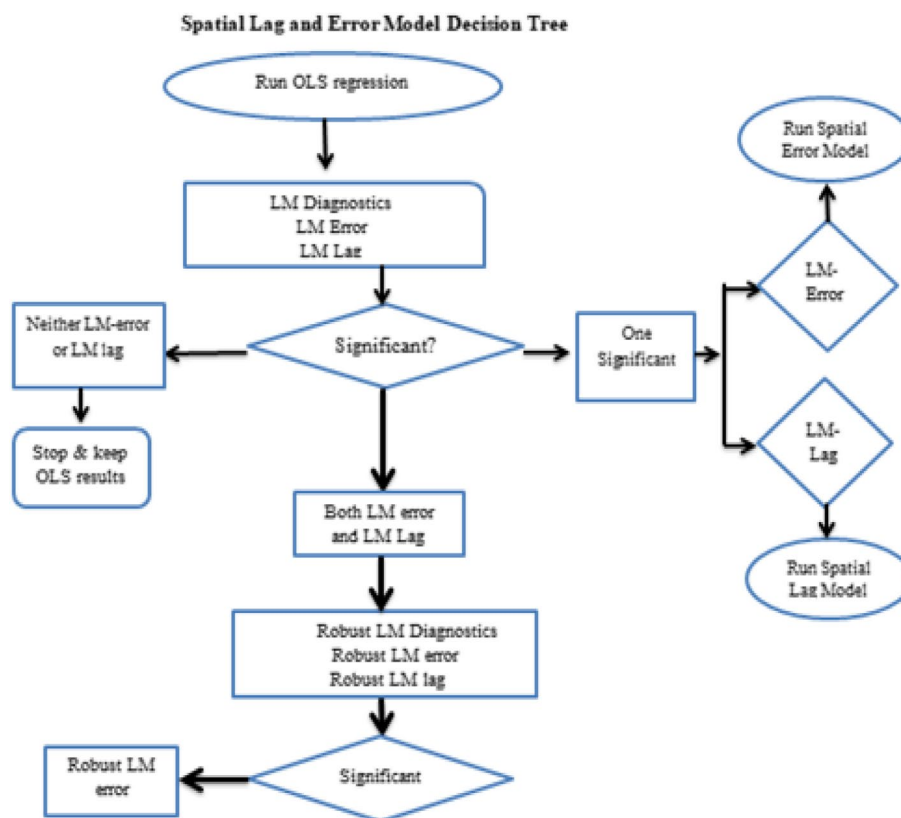 Spatial Lag and Error Model Decision Tree
Run OLS regression
Run Spatial
Error Model
LM Diagnostics
LM Error
LM Lag
LM-
Error
Neither LM-error
or LM lag
Significant?
One
Significant
LM-
Lag
Stop & keep
OLS results
Both LM error
and LM Lag
Run Spatial
Lag Model
Robust LM Diagnostics
Robust LM error
Robust LM lag
Robust LM
error
Significant